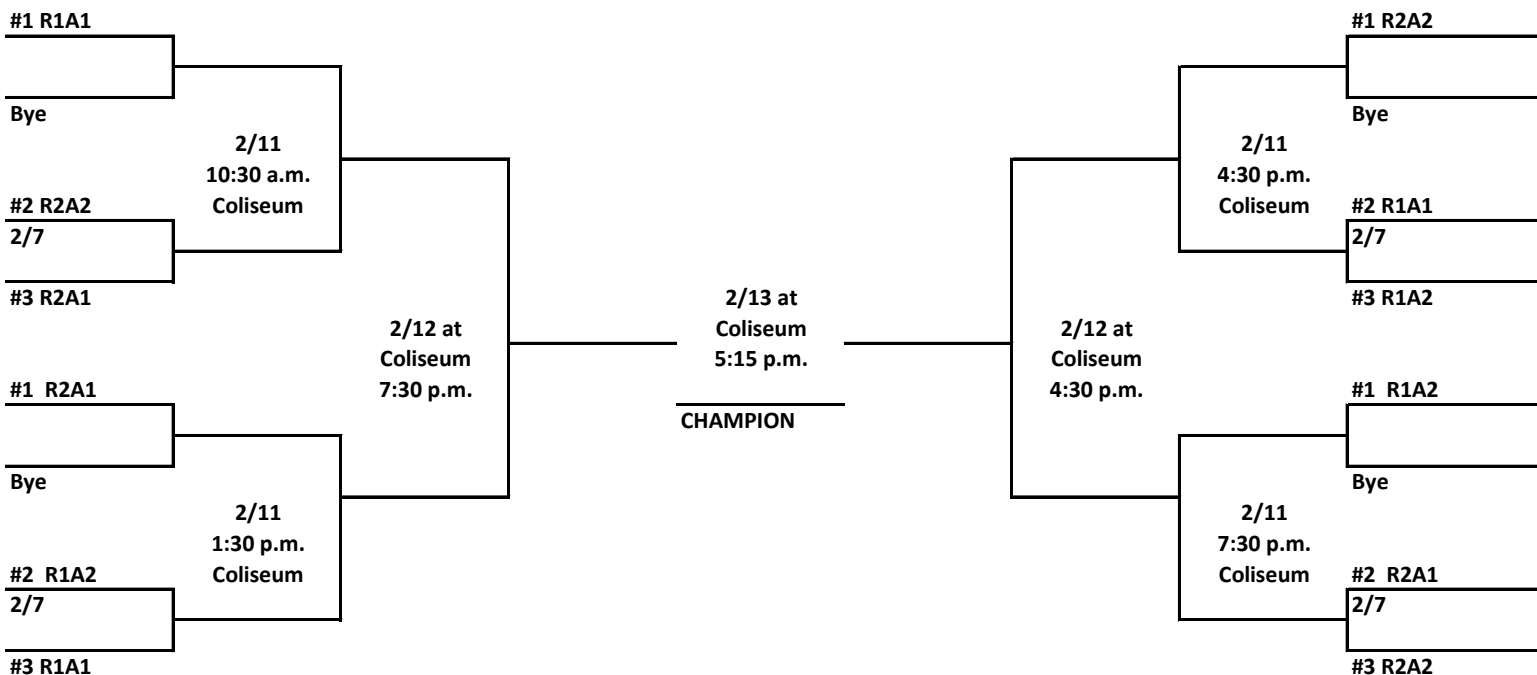 #1 R1A1
Bye
2/11
10:30 a.m.
Coliseum
#2 R2A2
2/7
#3 R2A1
2/12 at
Coliseum
7:30 p.m.
#1  R2A1
Bye
2/11
1:30 p.m.
Coliseum
#2  R1A2
2/7
#3 R1A1
2/13 at
Coliseum
5:15 p.m.
CHAMPION
#1 R2A2
Bye
2/11
4:30 p.m.
Coliseum
#2 R1A1
2/7
#3 R1A2
2/12 at
Coliseum
4:30 p.m.
#1  R1A2
Bye
2/11
7:30 p.m.
Coliseum
#2  R2A1
2/7
#3 R2A2